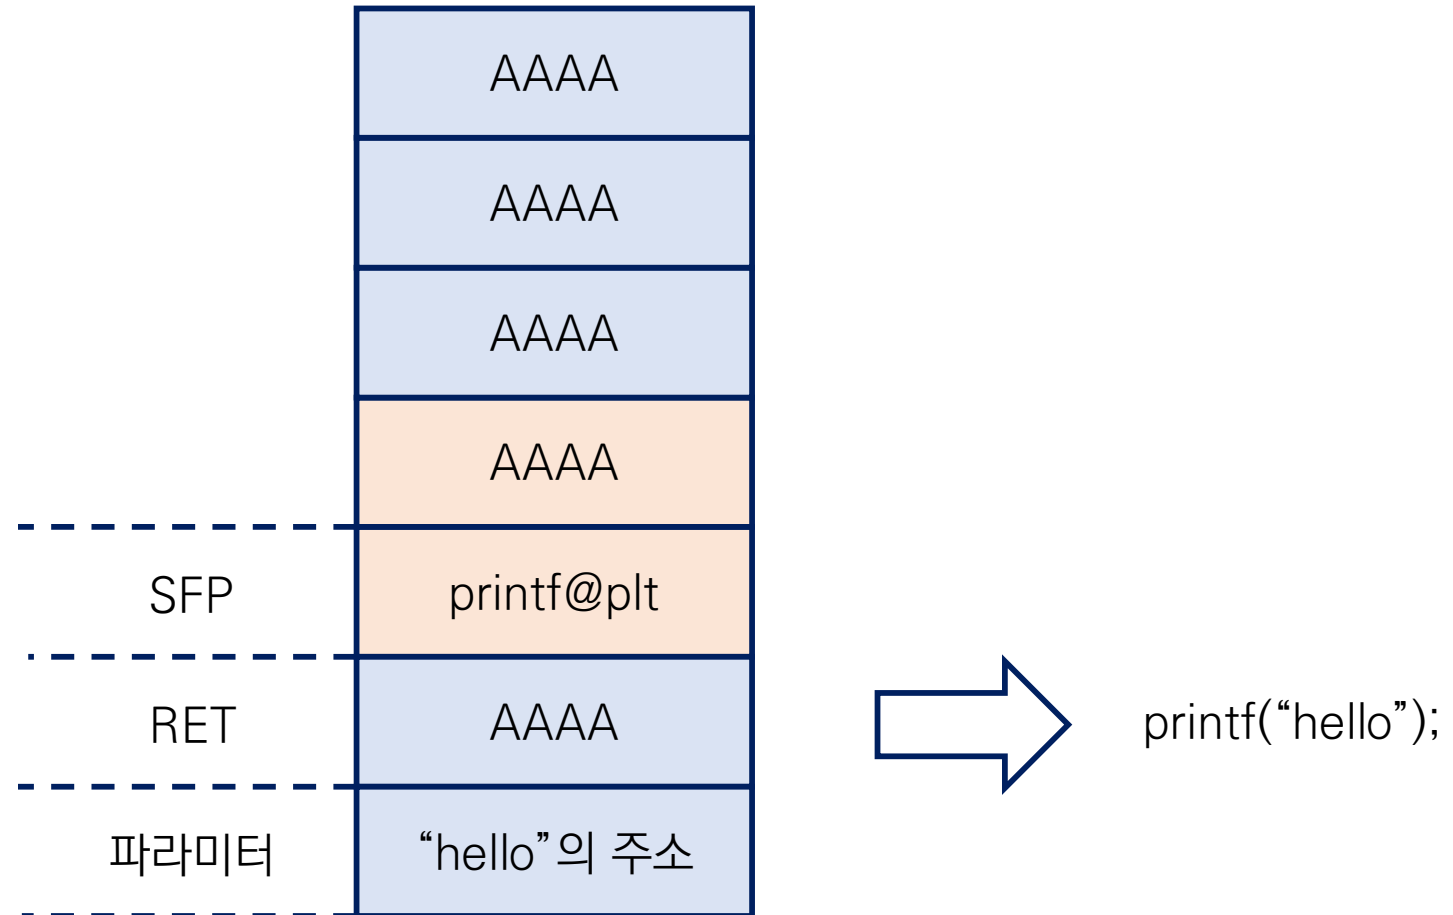 AAAA
AAAA
AAAA
AAAA
SFP
printf@plt
RET
AAAA
printf(“hello”);
파라미터
“hello”의 주소